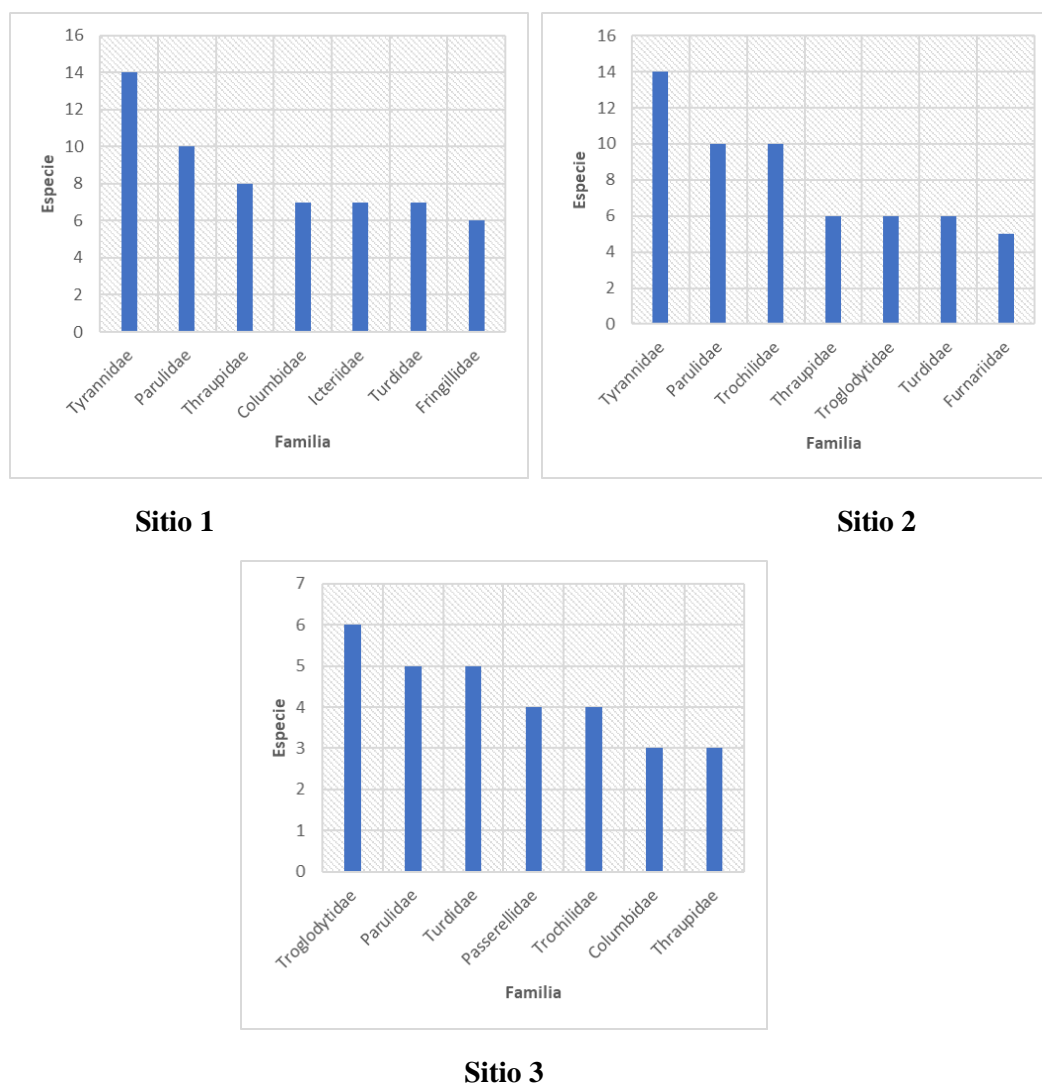 16
14
12
10
8
6
4
2
0
Especie
Tyrannidae
Parulidae
Thraupidae
Columbidae
Icteriidae
Turdidae
Fringillidae
Familia
16
14
12
10
8
6
4
2
0
Especie
Tyrannidae
Parulidae
Trochilidae
Thraupidae
Troglodytidae
Turdidae
Furnariidae
Familia
Sitio 1
Sitio 2
7
6
5
4
3
2
1
0
Especie
Troglodytidae
Parulidae
Turdidae
Passerellidae
Trochilidae
Columbidae
Thraupidae
Familia
Sitio 3